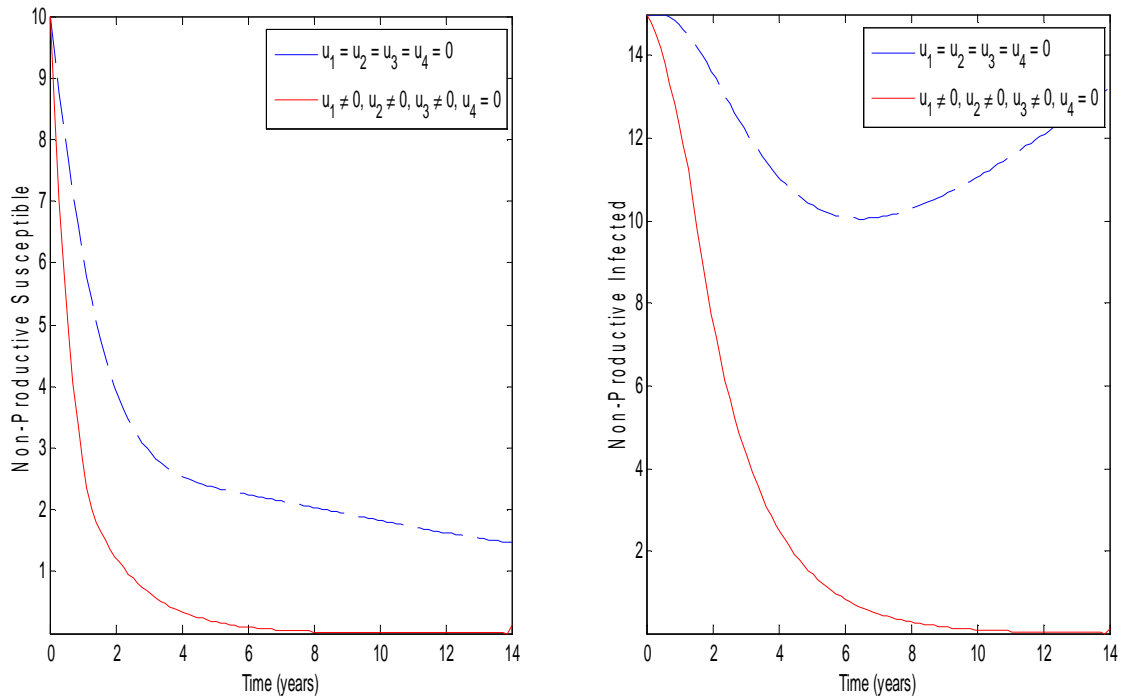 10
9
8
7
6
5
4
3
2
1
Non-Productive Susceptible
0 2 4 6 8 10 12 14
Time (years)
u1 = u2 = u3 = u4 = 0
u1 ≠ 0, u2 ≠ 0, u3 ≠ 0, u4 = 0
14
12
10
8
6
4
2
Non-Productive Infected
0 2 4 6 8 10 12 14
Time (years)
u1 = u2 = u3 = u4 = 0
u1 ≠ 0, u2 ≠ 0, u3 ≠ 0, u4 = 0